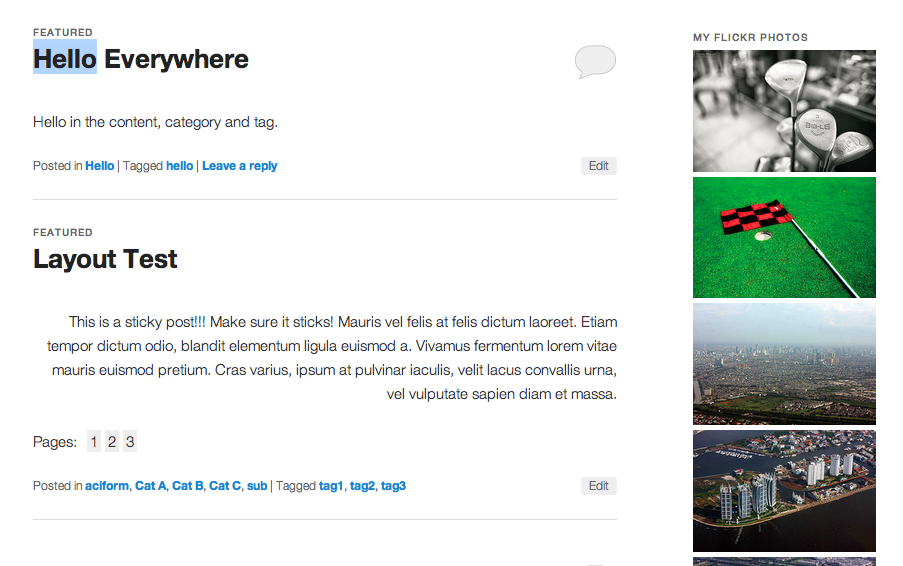 FEATURED
Hello Everywhere
Hello in the content, category and tag.
Posted in Hello | Tagged hello | Leave a reply
Edit
FEATURED
Layout Test
This is a sticky post!!! Make sure it sticks! Mauris vel felis at felis dictum laoreet. Etiam
tempor dictum odio, blandit elementum ligula euismod a. Vivamus fermentum lorem vitae
mauris euismod pretium. Cras varius, ipsum at pulvinar iaculis, velit lacus convallis urna,
vel vulputate sapien diam et massa.
Pages: 1 2 3
Posted in aciform, Cat A, Cat B, Cat C, sub | Tagged tag1, tag2, tag3
Edit
MY FLICKR PHOTOS